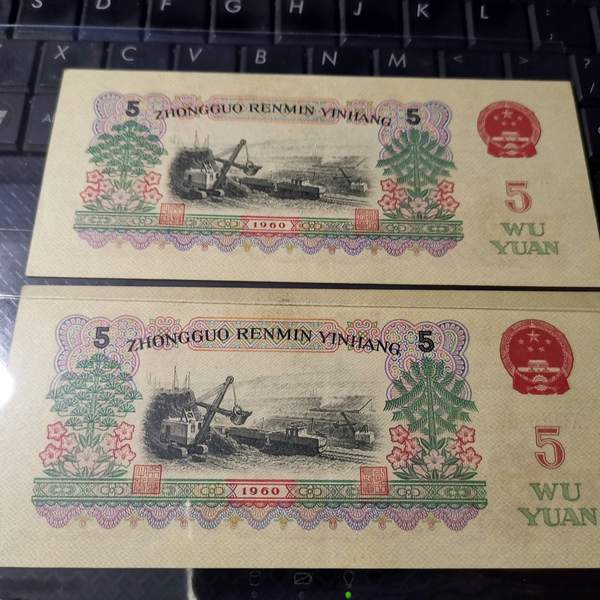 S D F G H J K L
X C V B N M < >
5 ZHONGGUO RENMIN YINHANG 5
5
WU
YUAN
1960
5 ZHONGGUO RENMIN YINHANG 5
5
WU
YUAN
1960